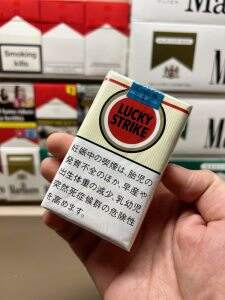 Smoking
kills
Ma
LUCKY
STRIKE
妊娠中の喫煙は、胎児の
発育不全のほか、早産や
出生体重の減少、乳幼児
突然死症候群の危険性
を高めます。